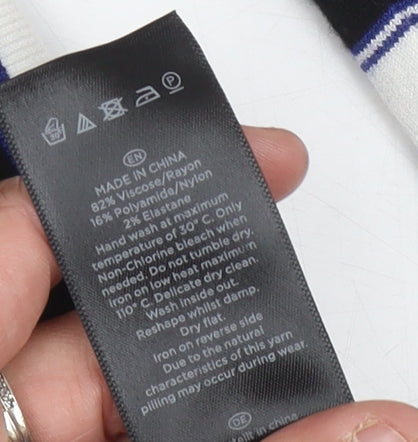 30°
P
EN
MADE IN CHINA
82% Viscose/Rayon
16% Polyamide/Nylon
2% Elastane
Hand wash at maximum
temperature of 30° C. Only
Non-Chlorine bleach when
needed. Do not tumble dry.
Iron on low heat maximum
110° C. Delicate dry clean.
Wash inside out.
Reshape whilst damp.
Dry flat.
Iron on reverse side
Due to the natural
characteristics of this yarn
pilling may occur during wear.
DE
in china